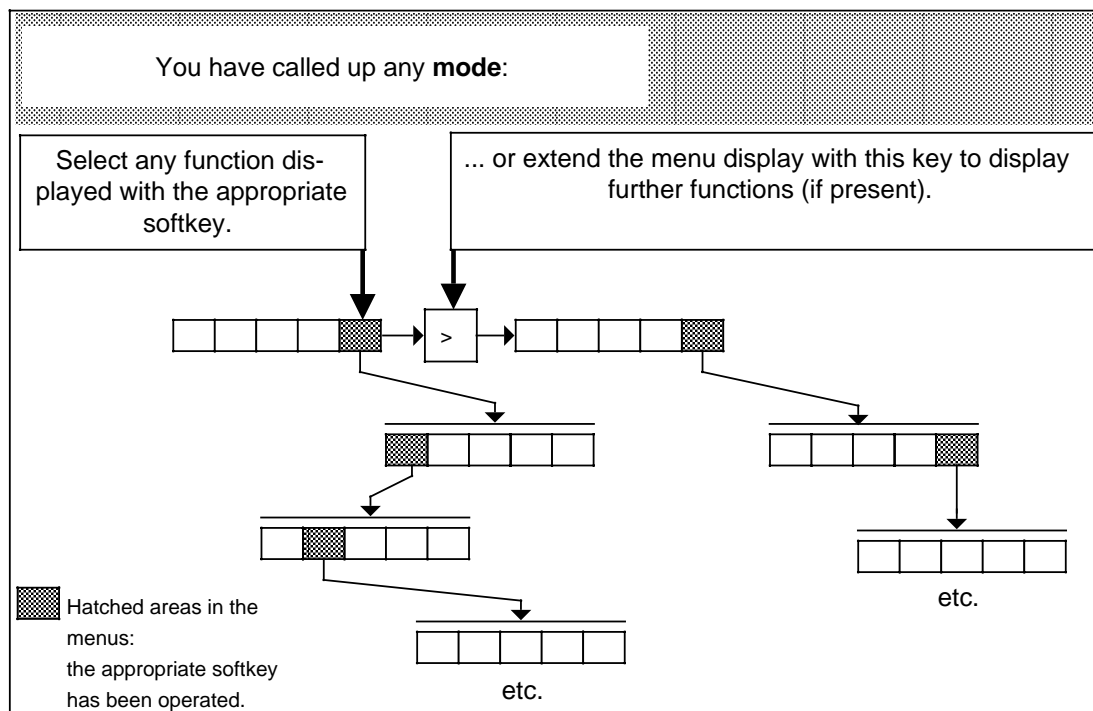 You have called up any mode:
Select any function dis-
played with the appropriate
softkey.
... or extend the menu display with this key to display
further functions (if present).
>
etc.
Hatched areas in the
menus:
the appropriate softkey
has been operated.
etc.